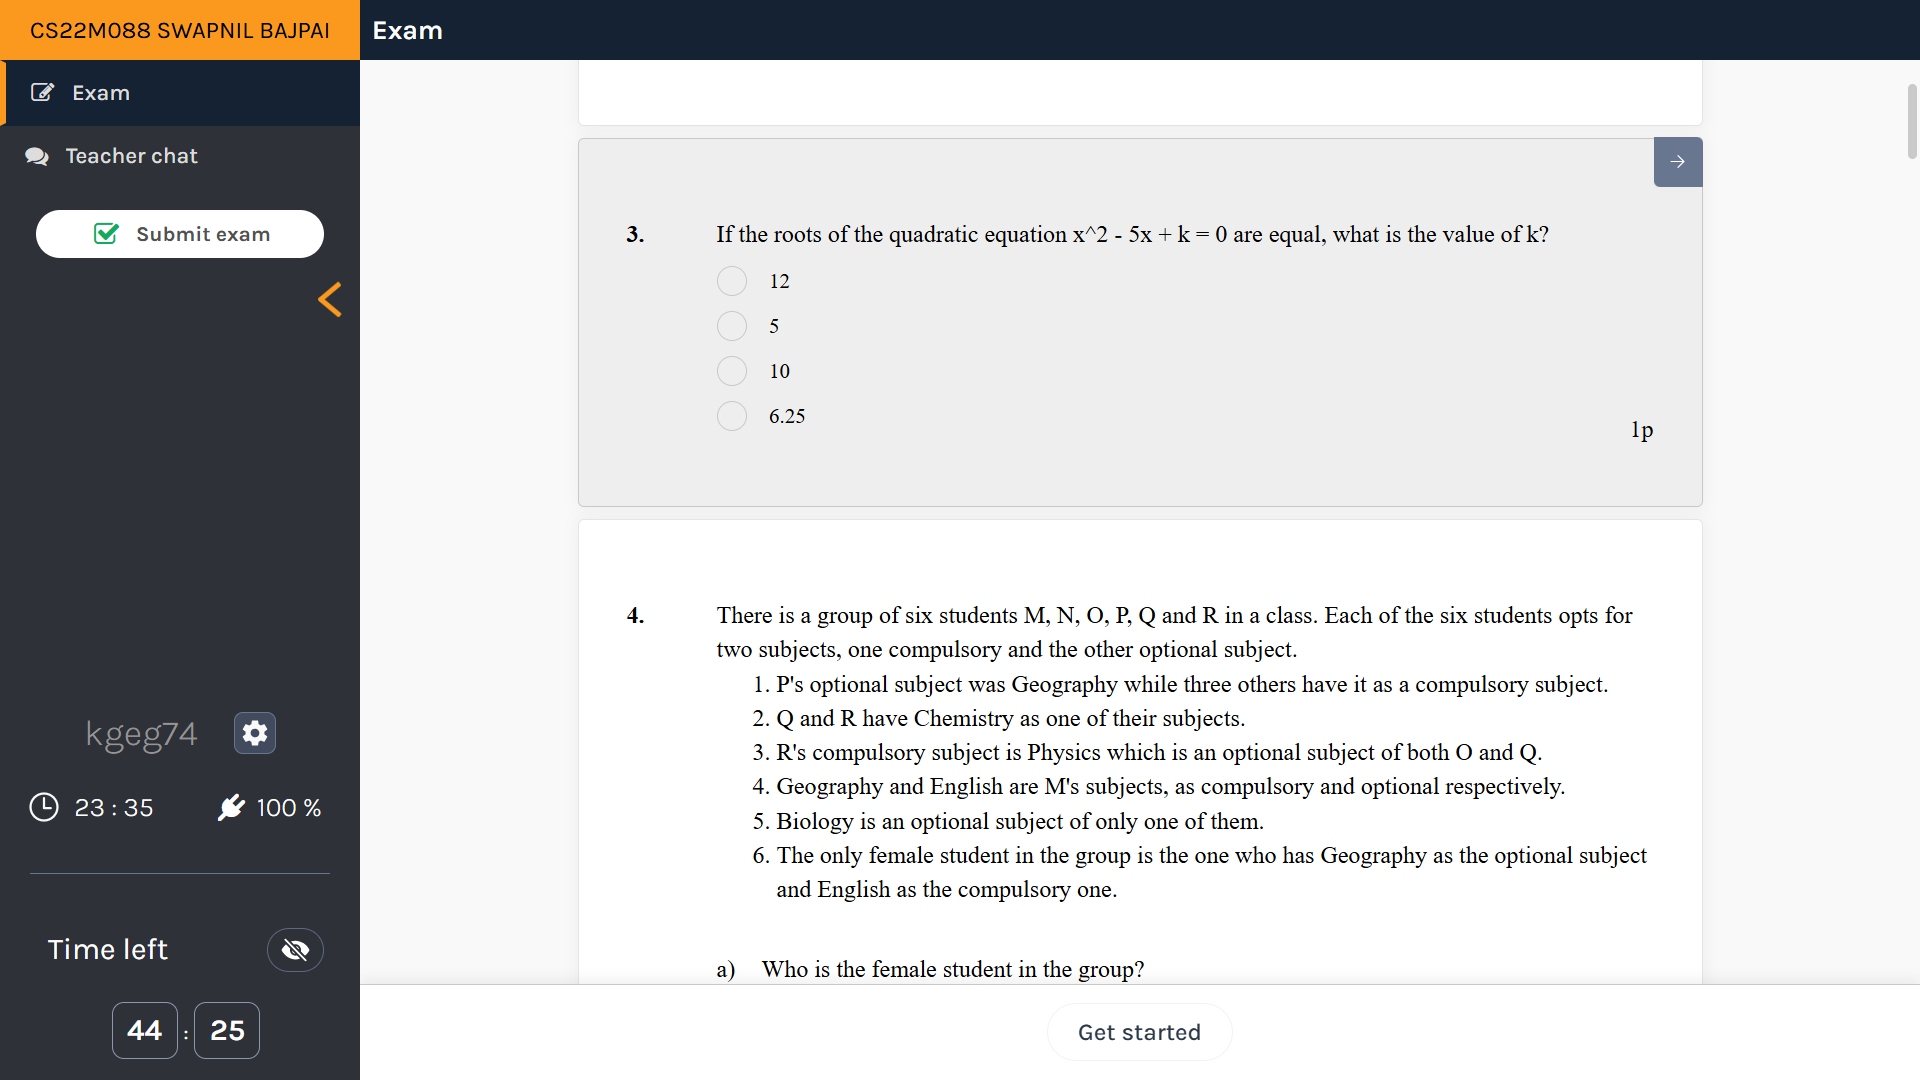 CS22M088 SWAPNIL BAJPAI
Exam
Exam
Teacher chat
Submit exam
3. If the roots of the quadratic equation x^2 - 5x + k = 0 are equal, what is the value of k?
12
5
10
6.25
1p
4. There is a group of six students M, N, O, P, Q and R in a class. Each of the six students opts for
two subjects, one compulsory and the other optional subject.
1. P's optional subject was Geography while three others have it as a compulsory subject.
2. Q and R have Chemistry as one of their subjects.
3. R's compulsory subject is Physics which is an optional subject of both O and Q.
4. Geography and English are M's subjects, as compulsory and optional respectively.
5. Biology is an optional subject of only one of them.
6. The only female student in the group is the one who has Geography as the optional subject
and English as the compulsory one.
a) Who is the female student in the group?
kgeg74
23 : 35
100 %
Time left
44 : 25
Get started